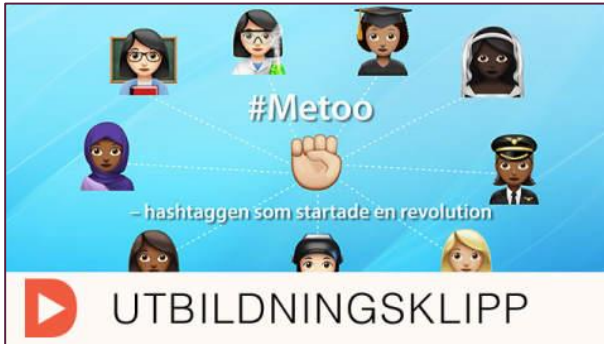 #Metoo
– hashtaggen som startade en revolution
UTBILDNINGSKLIPP